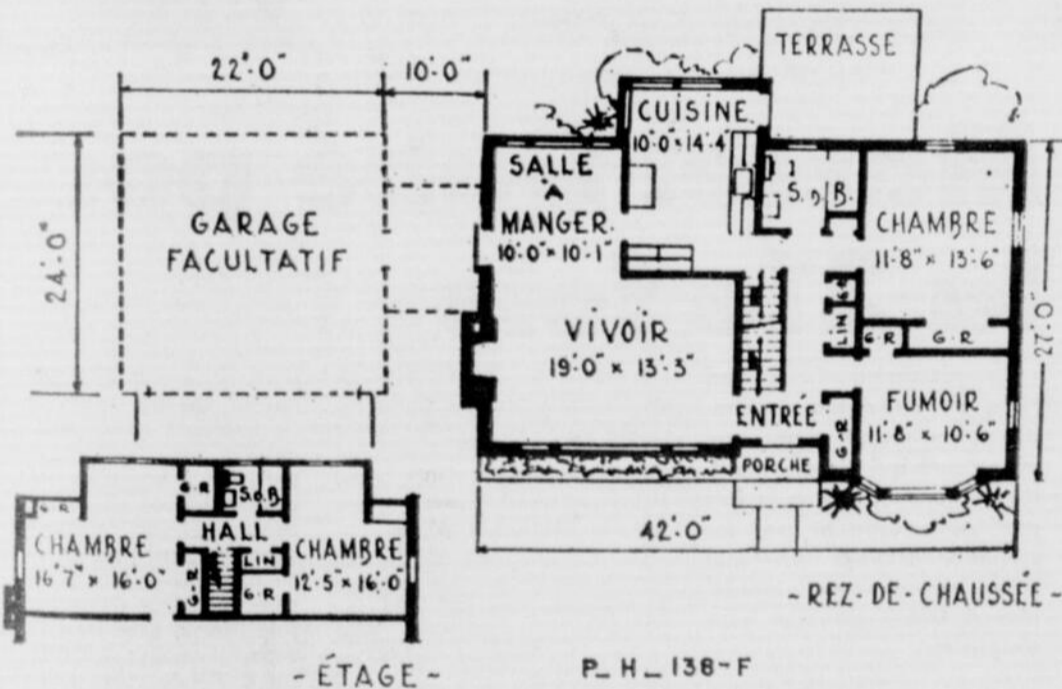 22'-0"
10'-0"
24'-0"
GARAGE
FACULTATIF
TERRASSE
CUISINE
10'-0" x 14'-4"
SALLE
À
MANGER
10'-0" x 10'-1"
S. D. B.
CHAMBRE
11'-8" x 13'-6"
VIVOIR
19'-0" x 13'-3"
G-R
LIN
G-R
G-R
27'-0"
ENTRÉE
G-R
FUMOIR
11'-8" x 10'-6"
PORCHE
42'-0"
- REZ-DE-CHAUSSÉE -
G-R
S.D.B.
G-R
HALL
CHAMBRE
16'7" x 16'-0"
G-R
LIN
G-R
CHAMBRE
12'-5" x 16'-0"
- ÉTAGE -
P_H_138-F